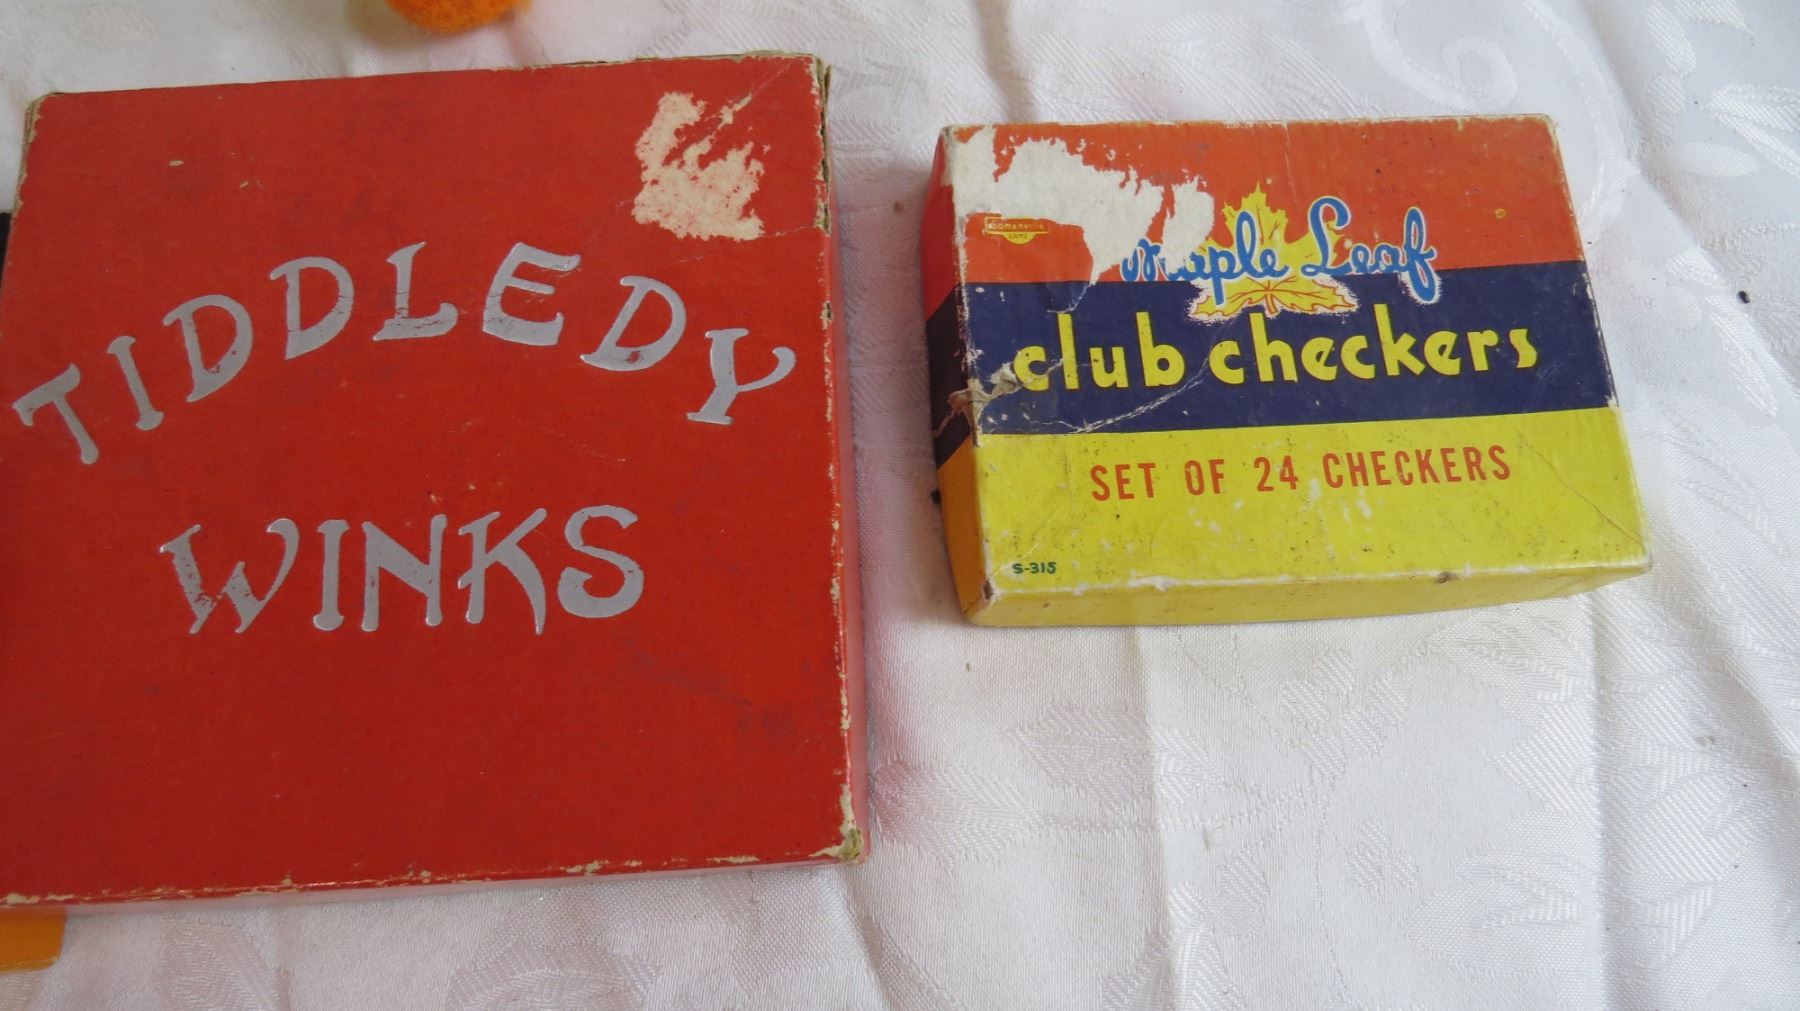 TIDDLEDY
WINKS
Maple Leaf
club checkers
SET OF 24 CHECKERS
S-315